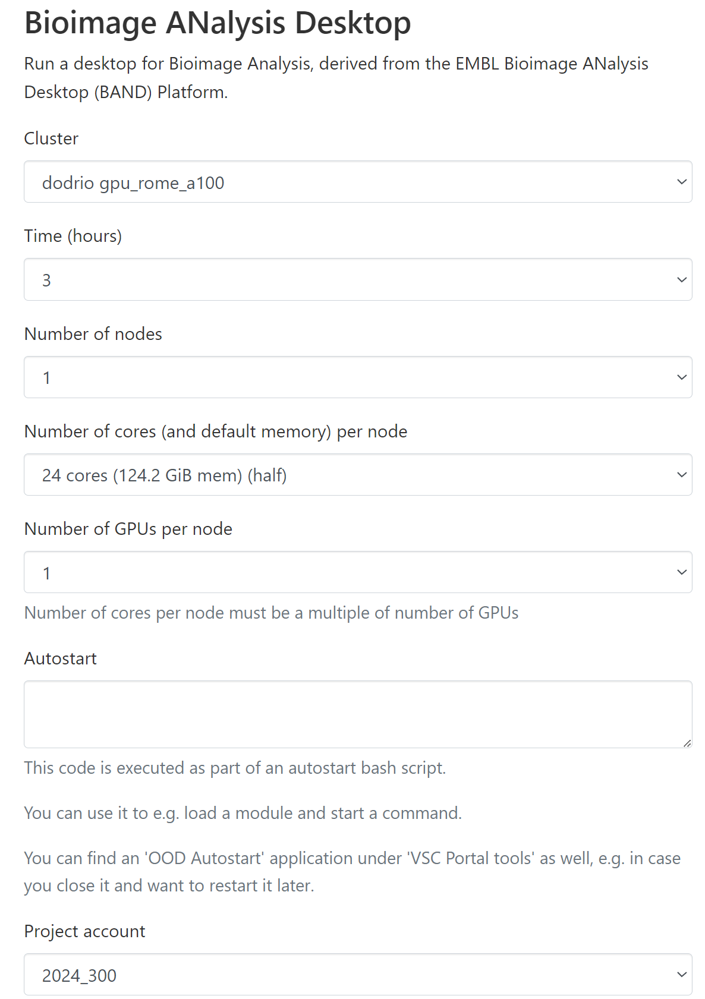 Bioimage ANalysis Desktop
Run a desktop for Bioimage Analysis, derived from the EMBL Bioimage ANalysis
Desktop (BAND) Platform.
Cluster
dodrio gpu_rome_a100
Time (hours)
3
Number of nodes
1
Number of cores (and default memory) per node
24 cores (124.2 GiB mem) (half)
Number of GPUs per node
1
Number of cores per node must be a multiple of number of GPUs
Autostart
This code is executed as part of an autostart bash script.
You can use it to e.g. load a module and start a command.
You can find an 'OOD Autostart' application under 'VSC Portal tools' as well, e.g. in case
you close it and want to restart it later.
Project account
2024_300